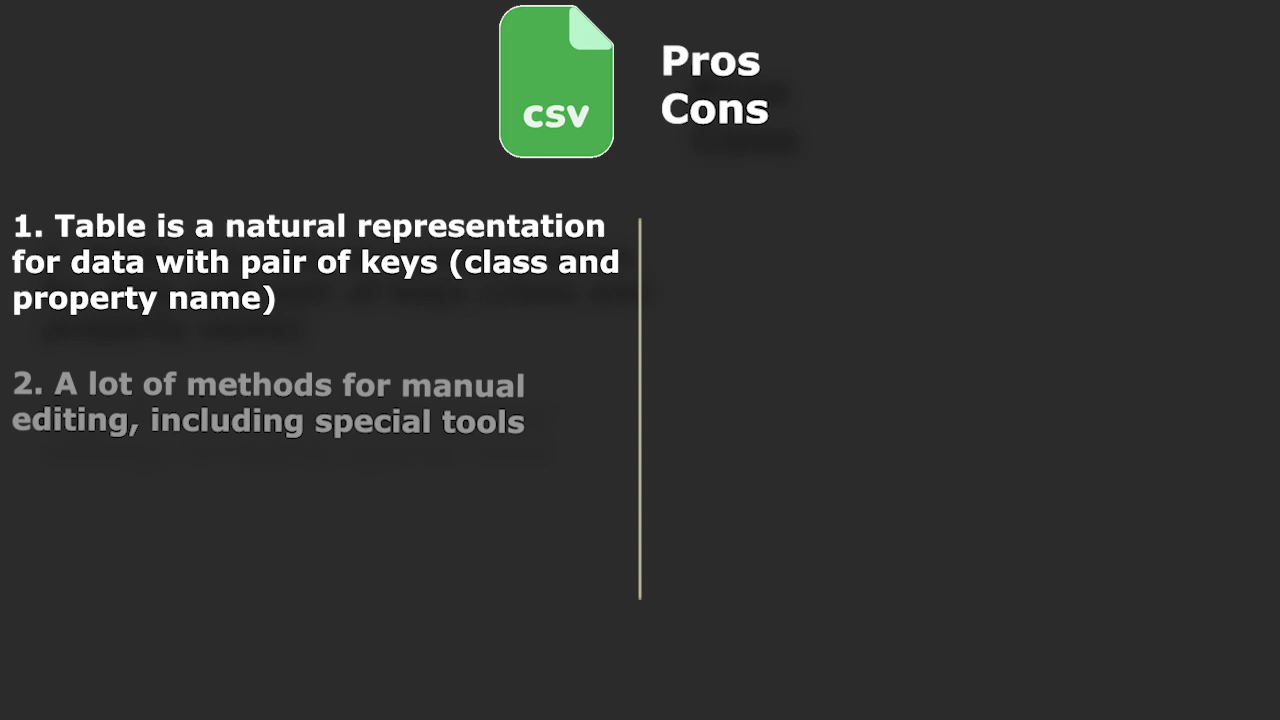 csv
Pros
Cons
1. Table is a natural representation
for data with pair of keys (class and
property name)
2. A lot of methods for manual
editing, including special tools